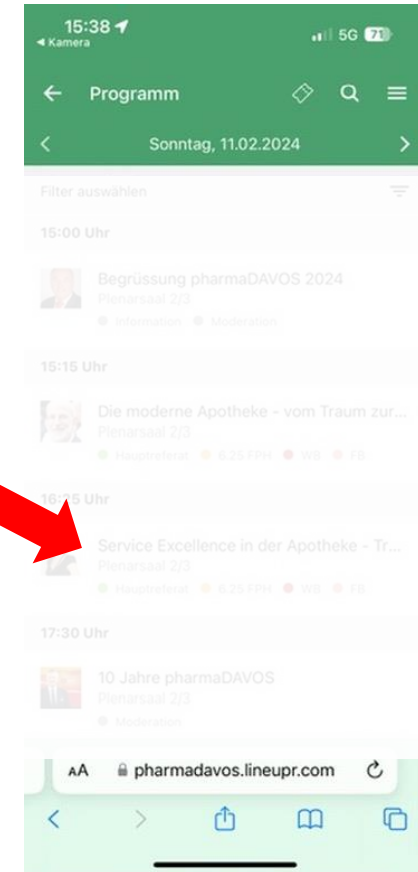 15:38
5G 71
◀ Kamera
Programm
Sonntag, 11.02.2024
Filter auswählen
15:00 Uhr
Begrüssung pharmaDAVOS 2024
Plenarsaal 2/3
Information Moderation
15:15 Uhr
Die moderne Apotheke - vom Traum zur...
Plenarsaal 2/3
Hauptreferat 6.25 FPH WB FB
16:35 Uhr
Service Excellence in der Apotheke - Tr...
Plenarsaal 2/3
Hauptreferat 6.25 FPH WB FB
17:30 Uhr
10 Jahre pharmaDAVOS
Plenarsaal 2/3
Moderation
AA pharmadavos.lineupr.com